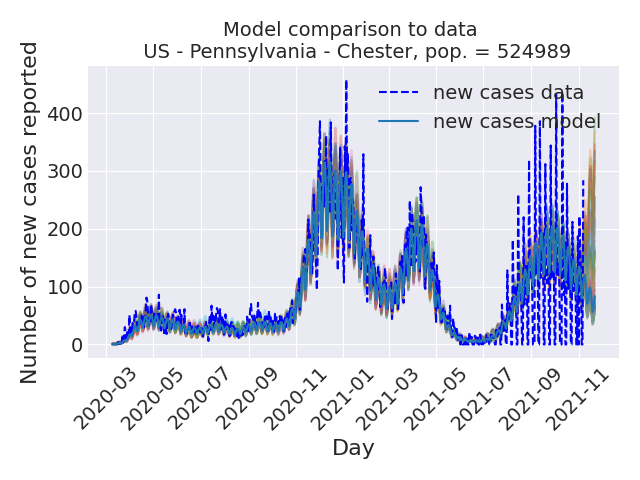 Model comparison to data
US - Pennsylvania - Chester, pop. = 524989
Number of new cases reported
400
300
200
100
0
new cases data
new cases model
2020-03
2020-05
2020-07
2020-09
2020-11
2021-01
2021-03
2021-05
2021-07
2021-09
2021-11
Day